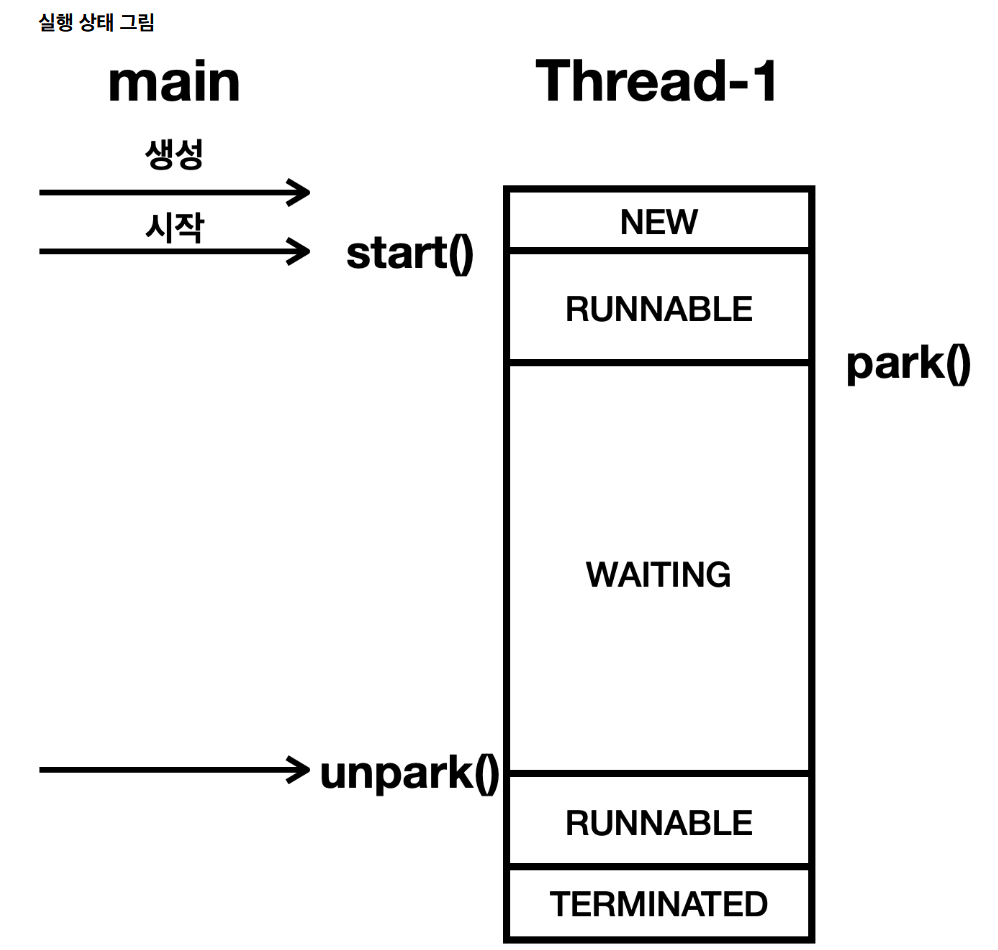 실행 상태 그림
main
Thread-1
생성
NEW
시작
start()
RUNNABLE
park()
WAITING
unpark()
RUNNABLE
TERMINATED